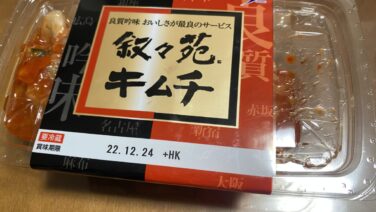 良質吟味 おいしさが最良のサービス
叙々苑®
キムチ
広島
吟味
良質
赤坂
名古屋
新宿
麻布
大阪
要冷蔵
賞味期限
22.12.24 +HK